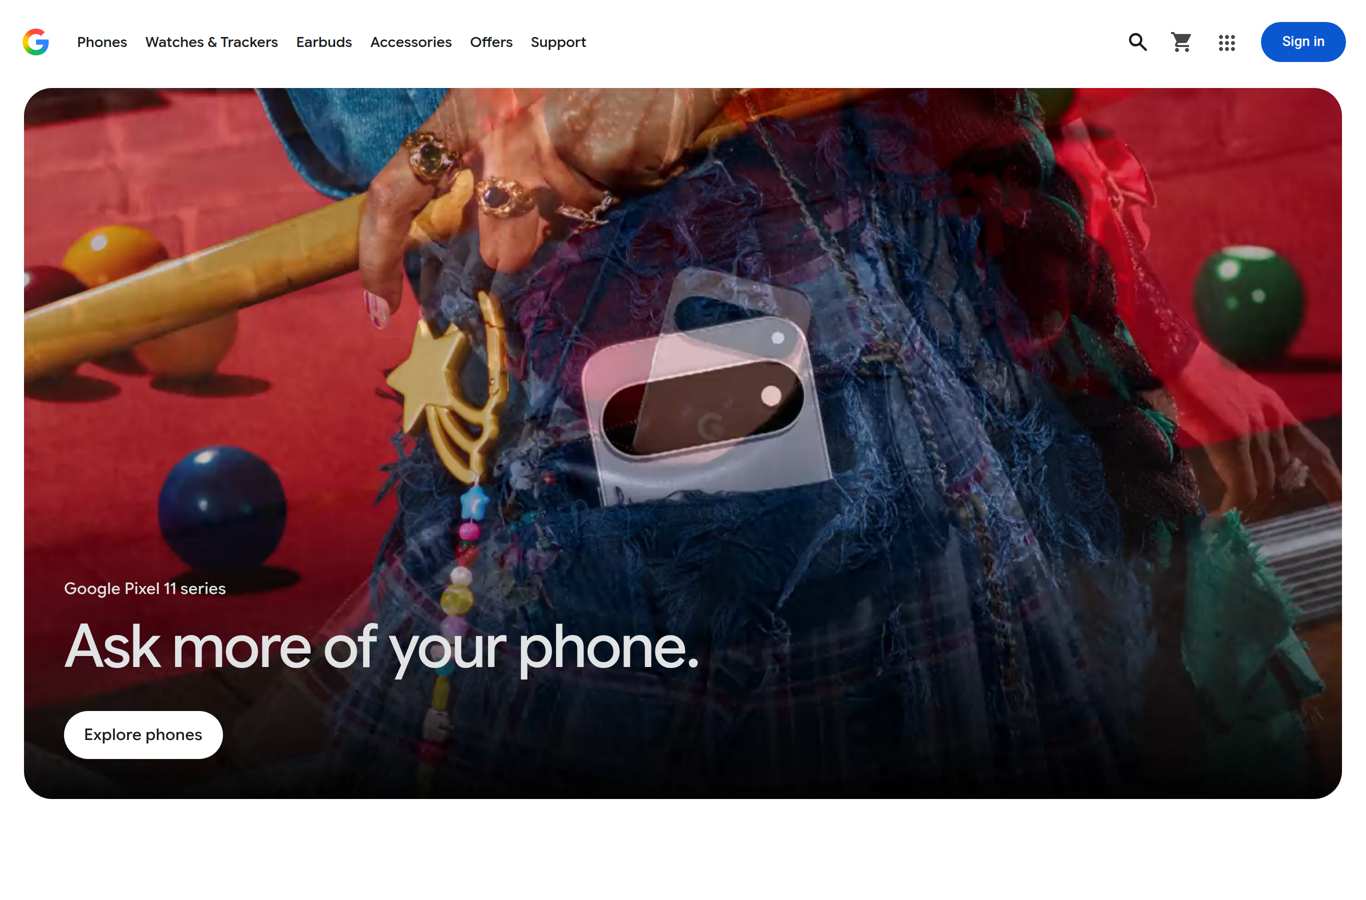 Phones
Watches & Trackers
Earbuds
Accessories
Offers
Support
Sign in
Google Pixel 11 series
Ask more of your phone.
Explore phones